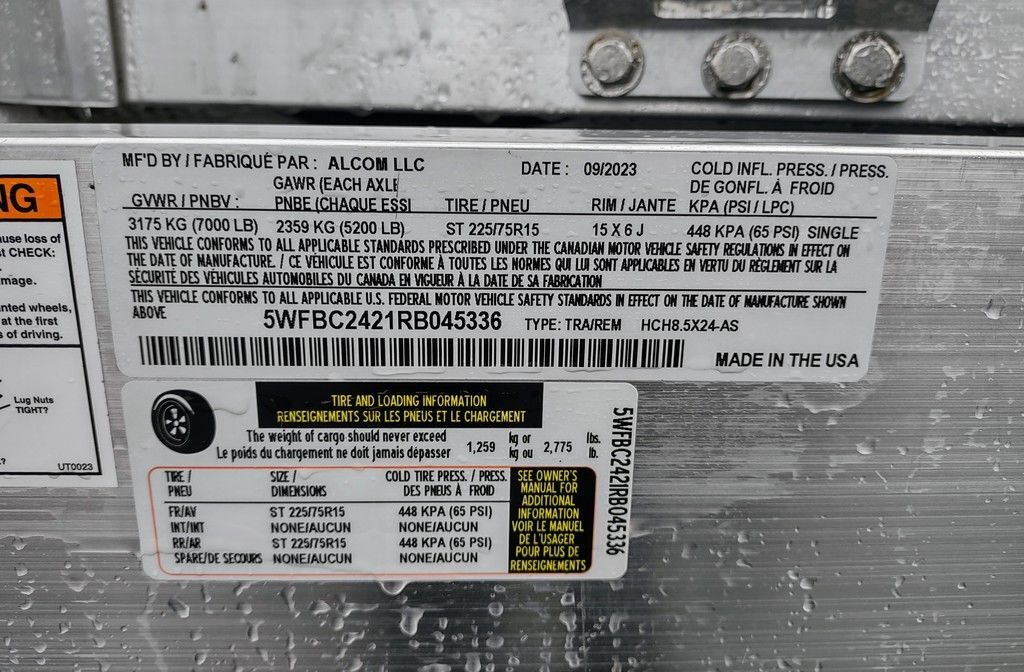 MF'D BY / FABRIQUÉ PAR : ALCOM LLC DATE : 09/2023 COLD INFL. PRESS. / PRESS.
DE GONFL. À FROID
GAWR (EACH AXLE
GVWR / PNBV : PNBE (CHAQUE ESSI TIRE / PNEU RIM / JANTE KPA (PSI / LPC)
3175 KG (7000 LB) 2359 KG (5200 LB) ST 225/75R15 15 X 6 J 448 KPA (65 PSI) SINGLE
THIS VEHICLE CONFORMS TO ALL APPLICABLE STANDARDS PRESCRIBED UNDER THE CANADIAN MOTOR VEHICLE SAFETY REGULATIONS IN EFFECT ON
THE DATE OF MANUFACTURE. / CE VÉHICULE EST CONFORME À TOUTES LES NORMES QUI LUI SONT APPLICABLES EN VERTU DU RÈGLEMENT SUR LA
SÉCURITÉ DES VÉHICULES AUTOMOBILES DU CANADA EN VIGUEUR À LA DATE DE SA FABRICATION
THIS VEHICLE CONFORMS TO ALL APPLICABLE U.S. FEDERAL MOTOR VEHICLE SAFETY STANDARDS IN EFFECT ON THE DATE OF MANUFACTURE SHOWN
ABOVE
5WFBC2421RB045336 TYPE: TRA/REM HCH8.5X24-AS
MADE IN THE USA
NG
loss of
CHECK:
wheels,
at the first
of driving.
Lug Nuts
TIGHT?
UT0023
TIRE AND LOADING INFORMATION
RENSEIGNEMENTS SUR LES PNEUS ET LE CHARGEMENT
The weight of cargo should never exceed 1,259 kg or 2,775 lbs.
Le poids du chargement ne doit jamais dépasser kg ou lb.
TIRE / SIZE / COLD TIRE PRESS. / PRESS.
PNEU DIMENSIONS DES PNEUS À FROID
FR/AV ST 225/75R15 448 KPA (65 PSI)
INT/INT NONE/AUCUN NONE/AUCUN
RR/AR ST 225/75R15 448 KPA (65 PSI)
SPARE/DE SECOURS NONE/AUCUN NONE/AUCUN
SEE OWNER'S
MANUAL FOR
ADDITIONAL
INFORMATION
VOIR LE MANUEL
DE L'USAGER
POUR PLUS DE
RENSEIGNEMENTS
5WFBC2421RB045336